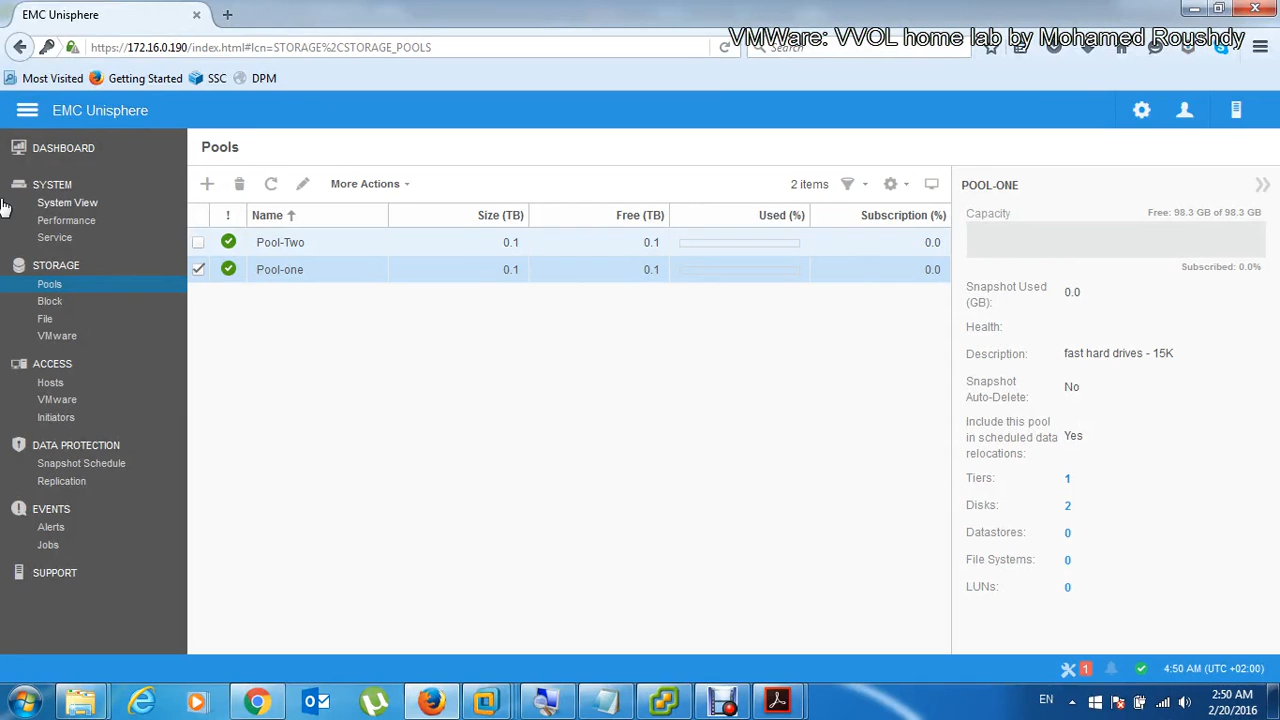 EMC Unisphere
https://172.16.0.190/index.html#lcn=STORAGE%2CSTORAGE_POOLS
Search
VMWare: VVOL home lab by Mohamed Roushdy
Most Visited
Getting Started
SSC
DPM
EMC Unisphere
DASHBOARD
SYSTEM
System View
Performance
Service
STORAGE
Pools
Block
File
VMware
ACCESS
Hosts
VMware
Initiators
DATA PROTECTION
Snapshot Schedule
Replication
EVENTS
Alerts
Jobs
SUPPORT
Pools
More Actions
2 items
! Name Size (TB) Free (TB) Used (%) Subscription (%)
Pool-Two 0.1 0.1 0.0
Pool-one 0.1 0.1 0.0
POOL-ONE
Capacity Free: 98.3 GB of 98.3 GB
Subscribed: 0.0%
Snapshot Used (GB): 0.0
Health:
Description: fast hard drives - 15K
Snapshot Auto-Delete: No
Include this pool in scheduled data relocations: Yes
Tiers: 1
Disks: 2
Datastores: 0
File Systems: 0
LUNs: 0
1
4:50 AM (UTC +02:00)
EN
2:50 AM
2/20/2016